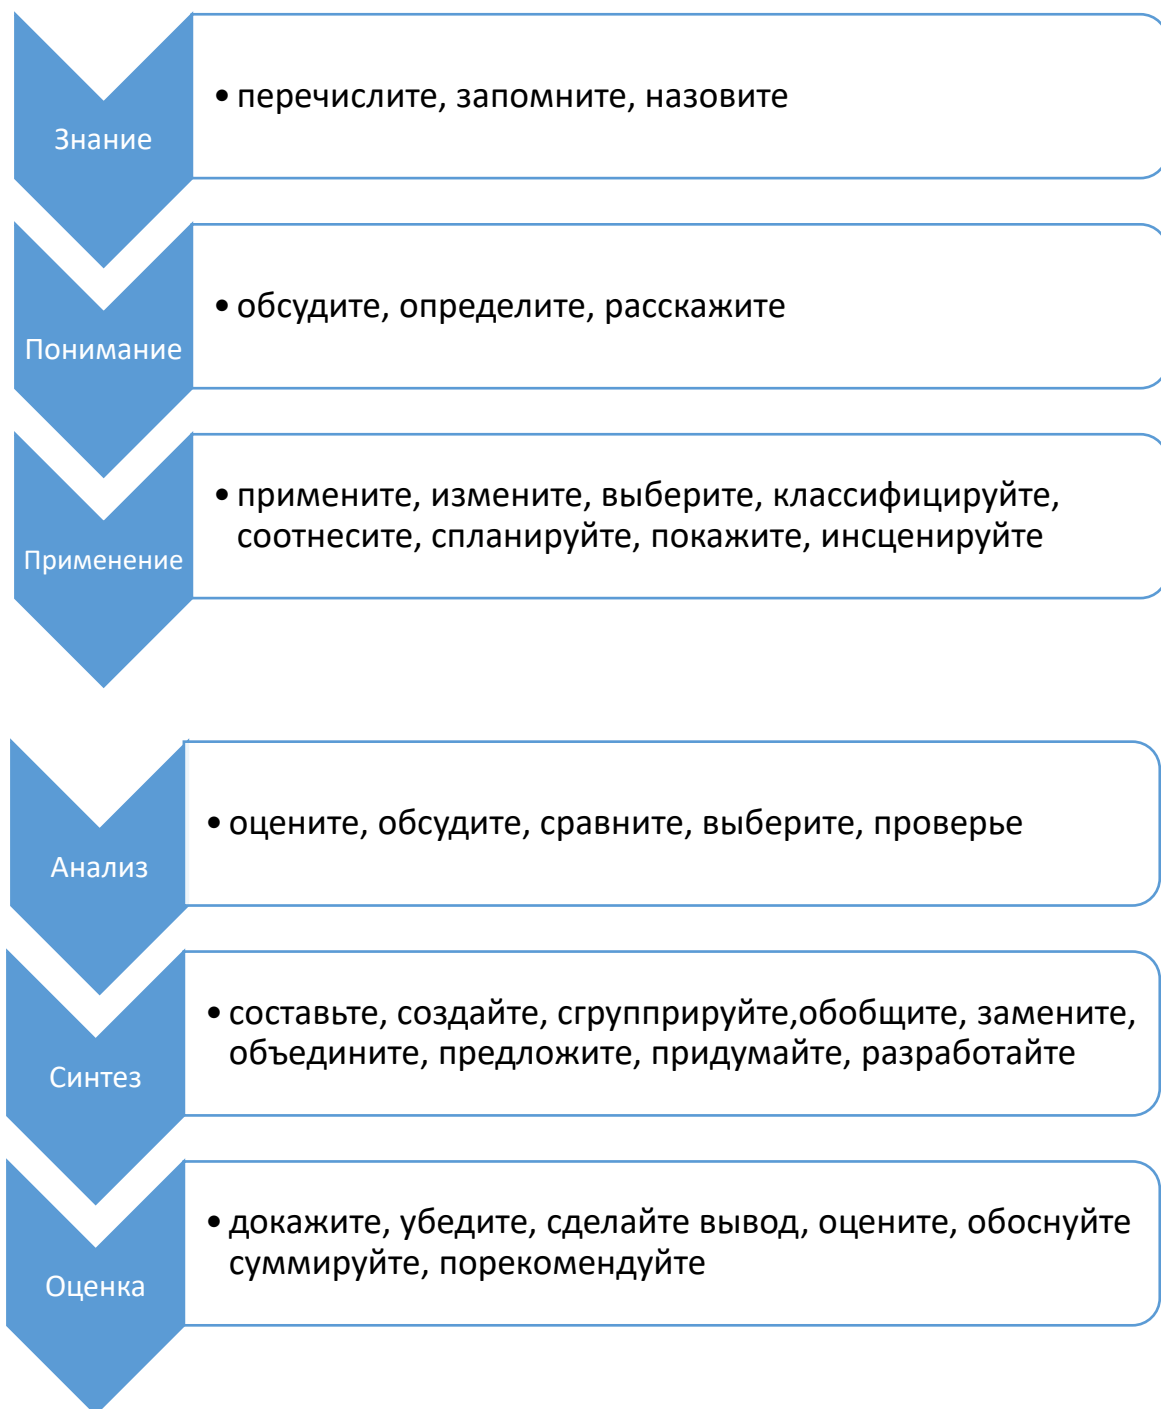 • перечислите, запомните, назовите
Знание
• обсудите, определите, расскажите
Понимание
• примените, измените, выберите, классифицируйте,
соотнесите, спланируйте, покажите, инсценируйте
Применение
• оцените, обсудите, сравните, выберите, проверье
Анализ
• составьте, создайте, сгрупприруйте,обобщите, замените,
объедините, предложите, придумайте, разработайте
Синтез
• докажите, убедите, сделайте вывод, оцените, обоснуйте
суммируйте, порекомендуйте
Оценка